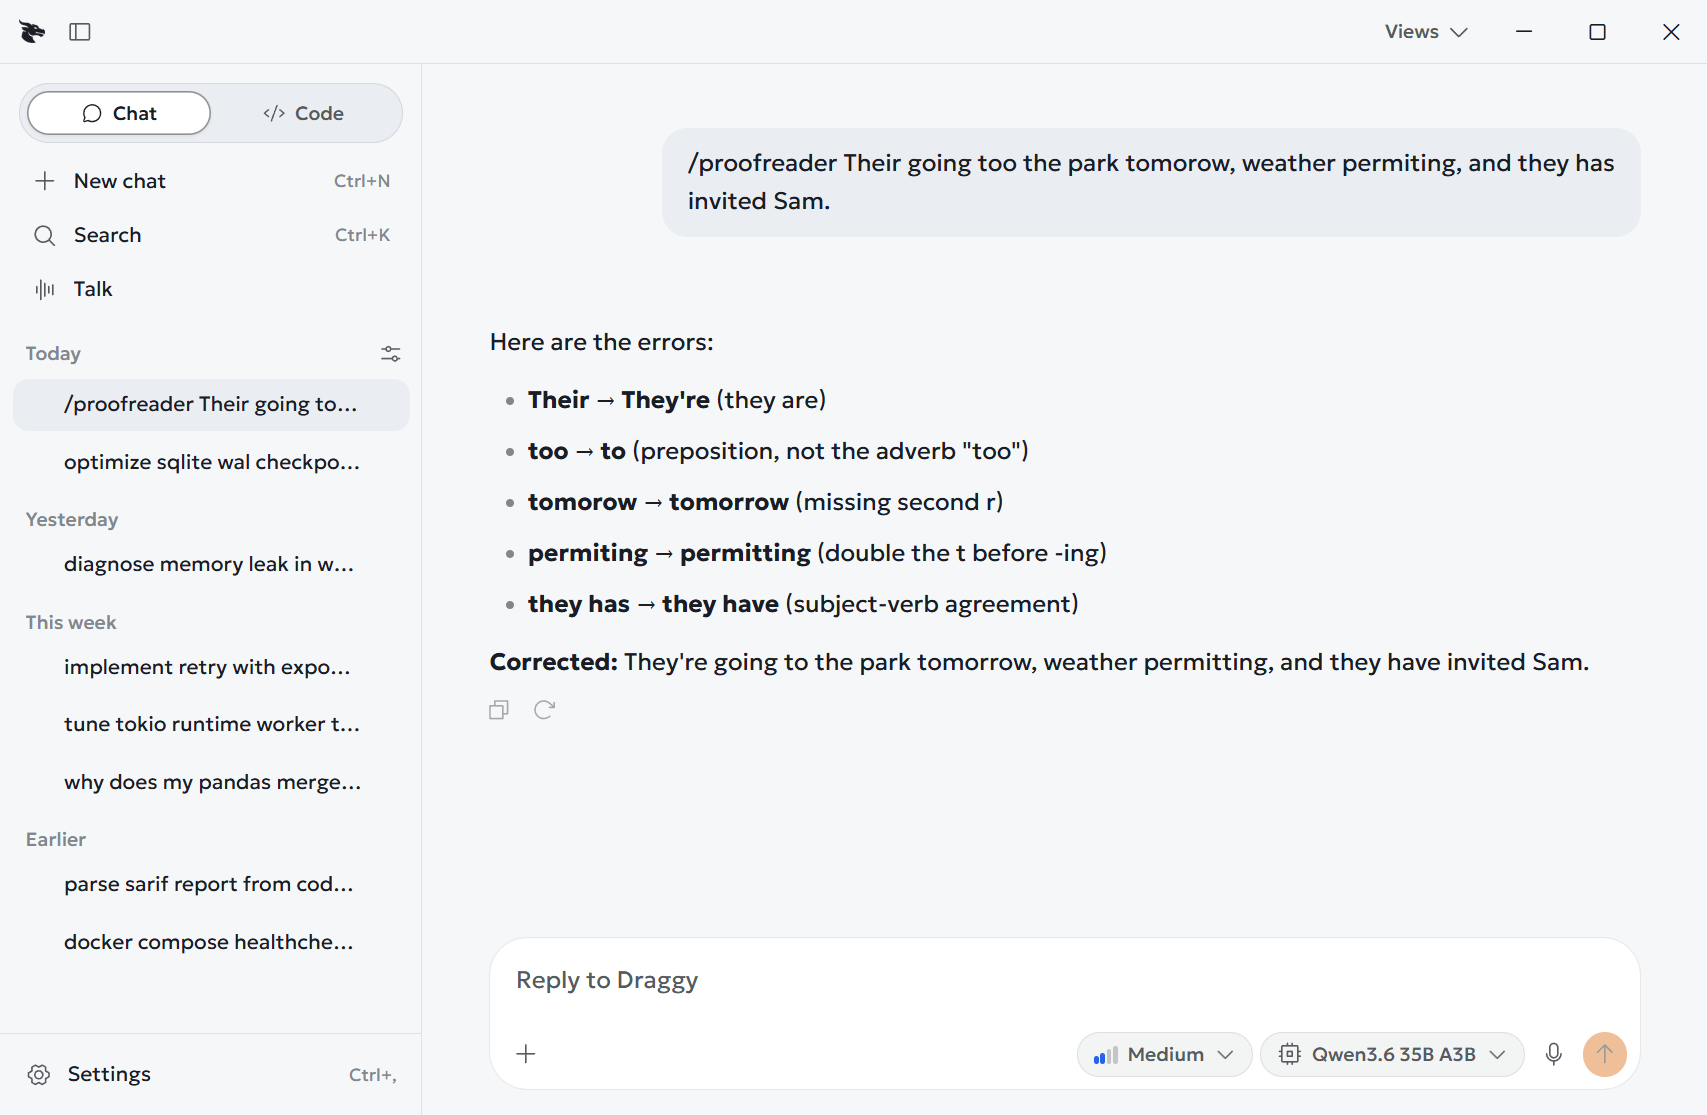 Views
Chat
Code
New chat Ctrl+N
Search Ctrl+K
Talk
Today
/proofreader Their going to...
optimize sqlite wal checkpo...
Yesterday
diagnose memory leak in w...
This week
implement retry with expo...
tune tokio runtime worker t...
why does my pandas merge...
Earlier
parse sarif report from cod...
docker compose healthche...
Settings Ctrl+,
/proofreader Their going too the park tomorow, weather permiting, and they has
invited Sam.
Here are the errors:
• Their → They're (they are)
• too → to (preposition, not the adverb "too")
• tomorow → tomorrow (missing second r)
• permiting → permitting (double the t before -ing)
• they has → they have (subject-verb agreement)
Corrected: They're going to the park tomorrow, weather permitting, and they have invited Sam.
Reply to Draggy
Medium
Qwen3.6 35B A3B